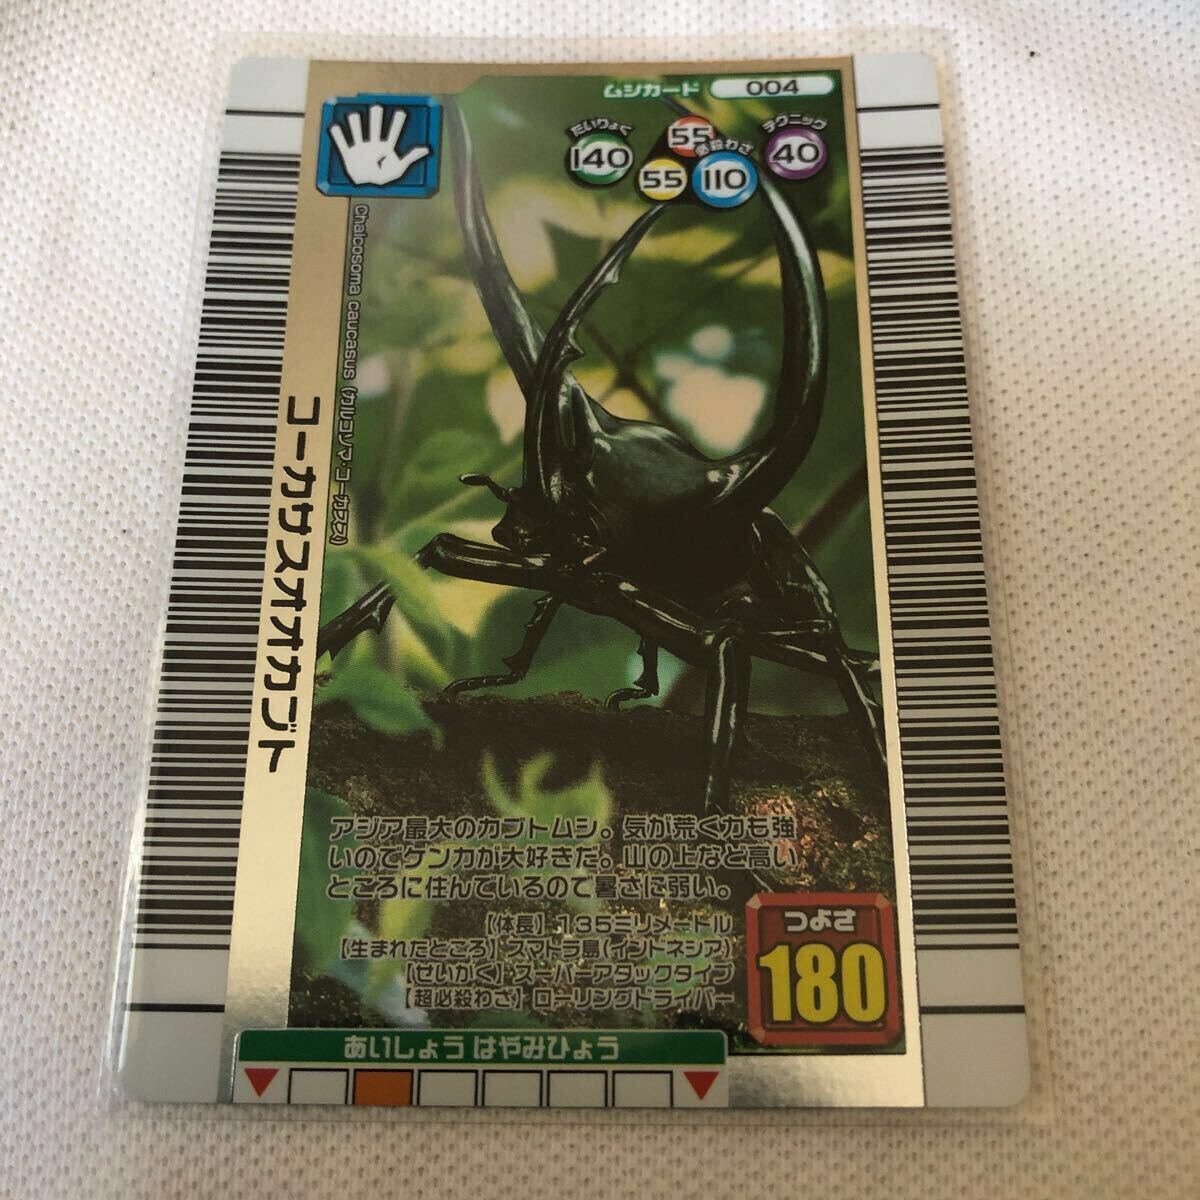 ムシカード 004
たいりょく
140
55
必殺わざ
55
110
テクニック
40
Chalcosoma caucasus (カルコソマ・コーカスス)
コーカサスオオカブト
アジア最大のカブトムシ。気が荒く力も強
いのでケンカが大好きだ。山の上など高い
ところに住んでいるので暑さに弱い。
【体長】 135ミリメートル
【生まれたところ】 スマトラ島(インドネシア)
【せいかく】 スーパーアタックタイプ
【超必殺わざ】 ローリングドライバー
つよさ
180
あいしょう はやみひょう